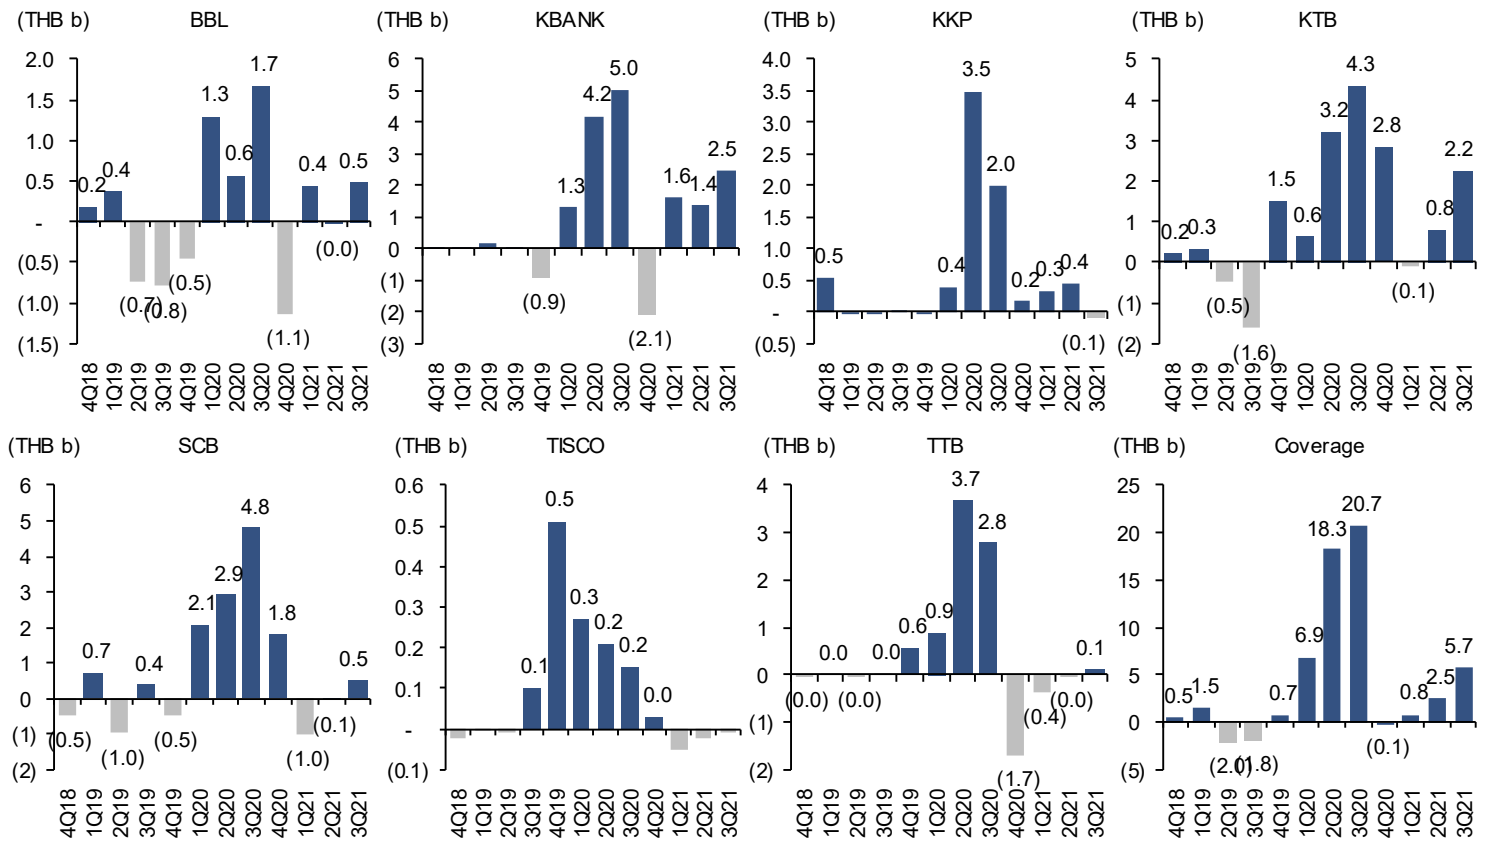 (THB b) BBL
2.0
1.5
1.0
0.5
-
(0.5)
(1.0)
(1.5)
0.2 0.4 (0.7) (0.8) (0.5) 1.3 0.6 1.7 (1.1) 0.4 (0.0) 0.5
4Q18 1Q19 2Q19 3Q19 4Q19 1Q20 2Q20 3Q20 4Q20 1Q21 2Q21 3Q21
(THB b) KBANK
6
5
4
3
2
1
0
(1)
(2)
(3)
(0.9) 1.3 4.2 5.0 (2.1) 1.6 1.4 2.5
4Q18 1Q19 2Q19 3Q19 4Q19 1Q20 2Q20 3Q20 4Q20 1Q21 2Q21 3Q21
(THB b) KKP
4.0
3.5
3.0
2.5
2.0
1.5
1.0
0.5
-
(0.5)
0.5 0.4 3.5 2.0 0.2 0.3 0.4 (0.1)
4Q18 1Q19 2Q19 3Q19 4Q19 1Q20 2Q20 3Q20 4Q20 1Q21 2Q21 3Q21
(THB b) KTB
5
4
3
2
1
0
(1)
(2)
0.2 0.3 (0.5) (1.6) 1.5 0.6 3.2 4.3 2.8 (0.1) 0.8 2.2
4Q18 1Q19 2Q19 3Q19 4Q19 1Q20 2Q20 3Q20 4Q20 1Q21 2Q21 3Q21
(THB b) SCB
6
5
4
3
2
1
0
(1)
(2)
(0.5) 0.7 (1.0) 0.4 (0.5) 2.1 2.9 4.8 1.8 (1.0) (0.1) 0.5
4Q18 1Q19 2Q19 3Q19 4Q19 1Q20 2Q20 3Q20 4Q20 1Q21 2Q21 3Q21
(THB b) TISCO
0.6
0.5
0.4
0.3
0.2
0.1
-
(0.1)
0.1 0.5 0.3 0.2 0.2 0.0
4Q18 1Q19 2Q19 3Q19 4Q19 1Q20 2Q20 3Q20 4Q20 1Q21 2Q21 3Q21
(THB b) TTB
4
3
2
1
0
(1)
(2)
(0.0) 0.0 (0.0) 0.0 0.6 0.9 3.7 2.8 (1.7) (0.4) (0.0) 0.1
4Q18 1Q19 2Q19 3Q19 4Q19 1Q20 2Q20 3Q20 4Q20 1Q21 2Q21 3Q21
(THB b) Coverage
25
20
15
10
5
0
(5)
0.5 1.5 (2.0) (1.8) 0.7 6.9 18.3 20.7 (0.1) 0.8 2.5 5.7
4Q18 1Q19 2Q19 3Q19 4Q19 1Q20 2Q20 3Q20 4Q20 1Q21 2Q21 3Q21